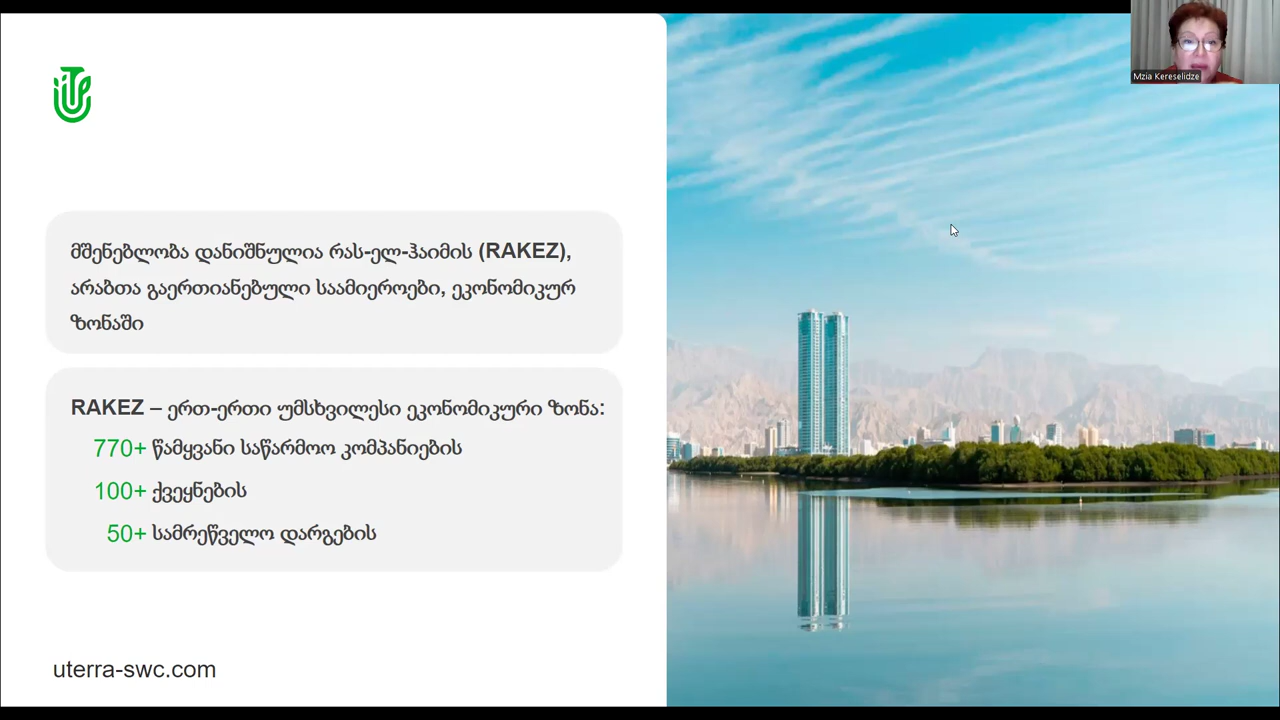 Mzia Kereselidze
მშენებლობა დანიშნულია რას-ელ-ჰაიმის (RAKEZ),
არაბთა გაერთიანებული საამიეროები, ეკონომიკურ
ზონაში
RAKEZ – ერთ-ერთი უმსხვილესი ეკონომიკური ზონა:
770+ წამყვანი საწარმოო კომპანიების
100+ ქვეყნების
50+ სამრეწველო დარგების
uterra-swc.com